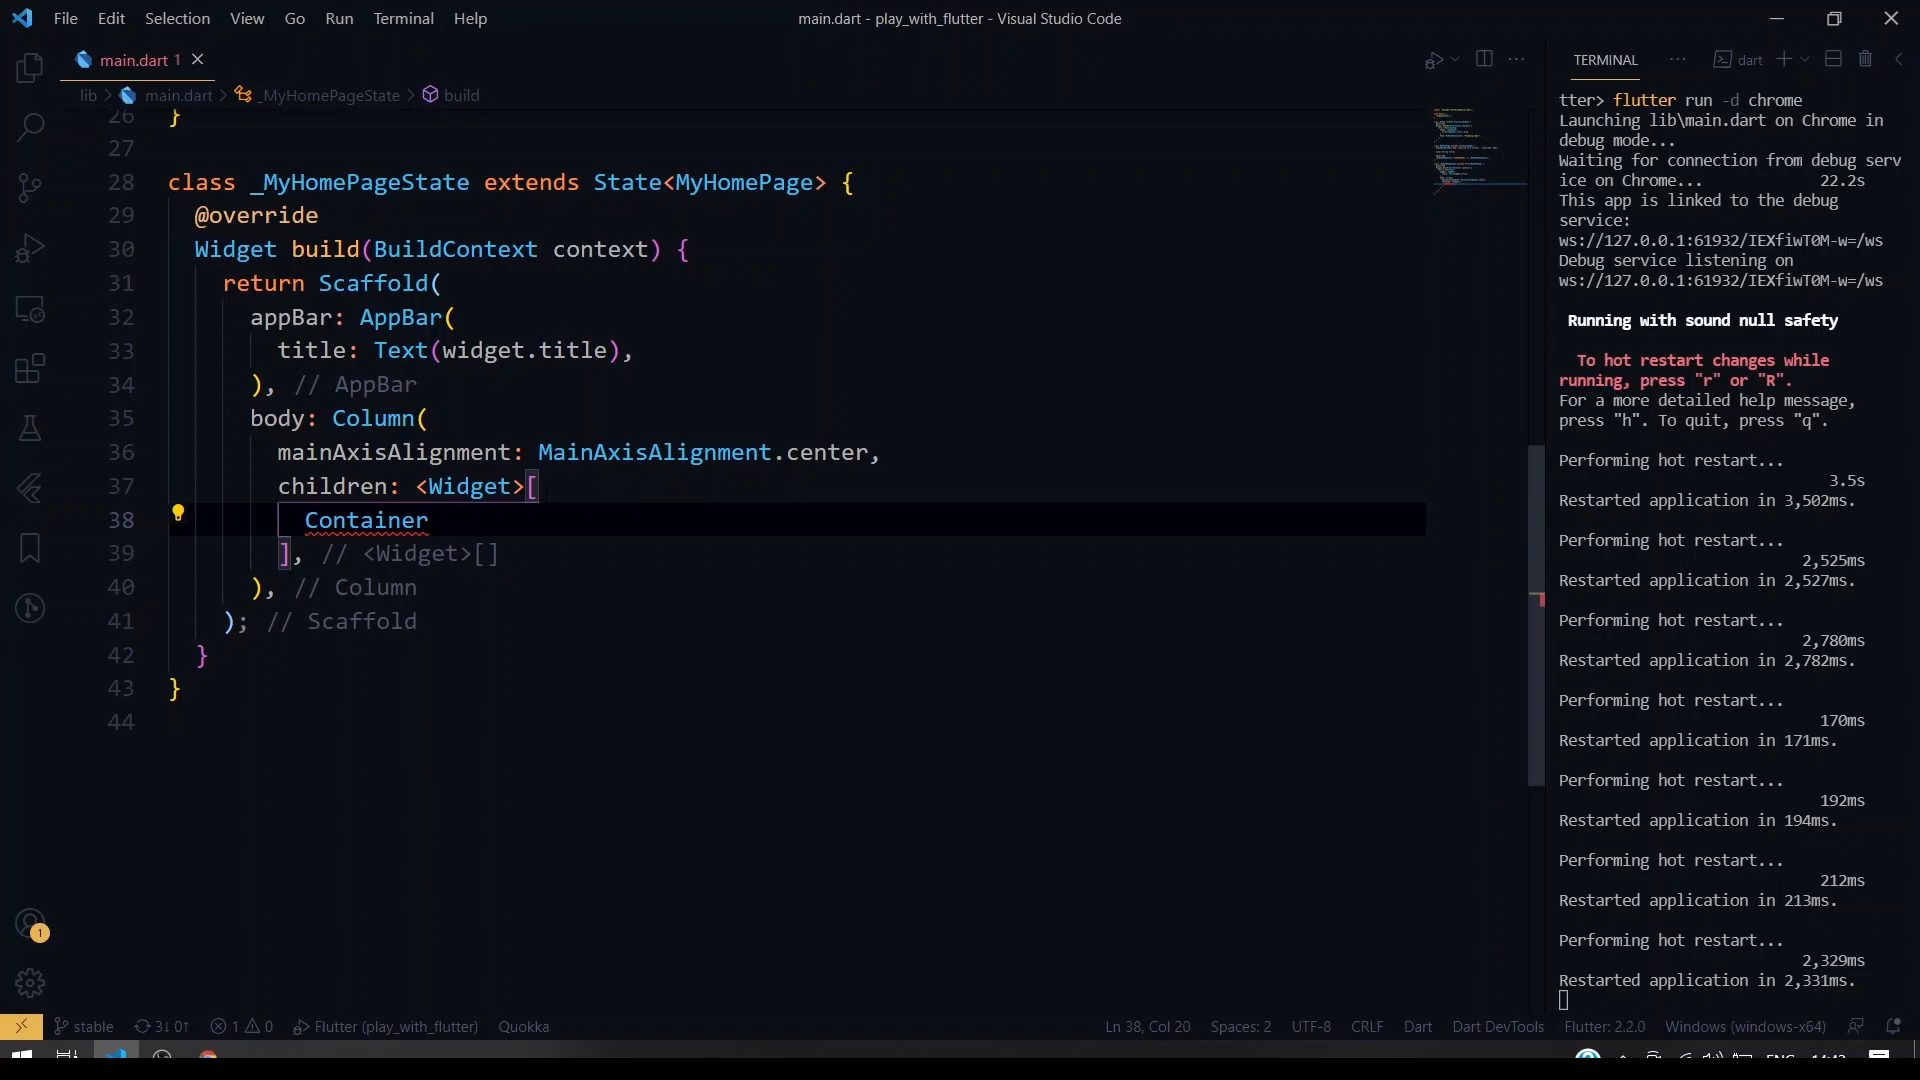 File Edit Selection View Go Run Terminal Help
main.dart - play_with_flutter - Visual Studio Code
main.dart 1
lib > main.dart > _MyHomePageState > build
26 }
27
28 class _MyHomePageState extends State<MyHomePage> {
29 @override
30 Widget build(BuildContext context) {
31 return Scaffold(
32 appBar: AppBar(
33 title: Text(widget.title),
34 ), // AppBar
35 body: Column(
36 mainAxisAlignment: MainAxisAlignment.center,
37 children: <Widget>[
38 Container
39 ], // <Widget>[]
40 ), // Column
41 ); // Scaffold
42 }
43 }
44
TERMINAL
dart
tter> flutter run -d chrome
Launching lib\main.dart on Chrome in
debug mode...
Waiting for connection from debug serv
ice on Chrome... 22.2s
This app is linked to the debug
service:
ws://127.0.0.1:61932/IEXfiwT0M-w=/ws
Debug service listening on
ws://127.0.0.1:61932/IEXfiwT0M-w=/ws
Running with sound null safety
To hot restart changes while
running, press "r" or "R".
For a more detailed help message,
press "h". To quit, press "q".
Performing hot restart...
3.5s
Restarted application in 3,502ms.
Performing hot restart...
2,525ms
Restarted application in 2,527ms.
Performing hot restart...
2,780ms
Restarted application in 2,782ms.
Performing hot restart...
170ms
Restarted application in 171ms.
Performing hot restart...
192ms
Restarted application in 194ms.
Performing hot restart...
212ms
Restarted application in 213ms.
Performing hot restart...
2,329ms
Restarted application in 2,331ms.
1
stable 3↓ 0↑ 1 0 Flutter (play_with_flutter) Quokka
Ln 38, Col 20 Spaces: 2 UTF-8 CRLF Dart Dart DevTools Flutter: 2.2.0 Windows (windows-x64)